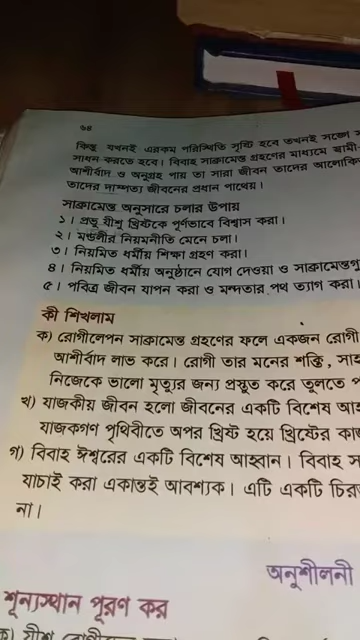 ৬৪
কিন্তু যখনই এরকম পরিস্থিতি সৃষ্টি হবে তখনই সঙ্গে
সাধন করতে হবে। বিবাহ সাক্রামেন্ত গ্রহণের মাধ্যমে স্বামী-
আশীর্বাদ ও অনুগ্রহ পায় তা সারা জীবন তাদের আলোকি
তাদের দাম্পত্য জীবনের প্রধান পাথেয়।
সাক্রামেন্ত অনুসারে চলার উপায়
১। প্রভু যীশু খ্রিষ্টকে পূর্ণভাবে বিশ্বাস করা।
২। মণ্ডলীর নিয়মনীতি মেনে চলা।
৩। নিয়মিত ধর্মীয় শিক্ষা গ্রহণ করা।
৪। নিয়মিত ধর্মীয় অনুষ্ঠানে যোগ দেওয়া ও সাক্রামেন্তগু
৫। পবিত্র জীবন যাপন করা ও মন্দতার পথ ত্যাগ করা।
কী শিখলাম
ক) রোগীলেপন সাক্রামেন্ত গ্রহণের ফলে একজন রোগী
আশীর্বাদ লাভ করে। রোগী তার মনের শক্তি, সাহ
নিজেকে ভালো মৃত্যুর জন্য প্রস্তুত করে তুলতে
খ) যাজকীয় জীবন হলো জীবনের একটি বিশেষ আহ
যাজকগণ পৃথিবীতে অপর খ্রিষ্ট হয়ে খ্রিষ্টের কা
গ) বিবাহ ঈশ্বরের একটি বিশেষ আহ্বান। বিবাহ স
যাচাই করা একান্তই আবশ্যক। এটি একটি চির
না।
অনুশীলনী
শূন্যস্থান পূরণ কর
ক) যীশু